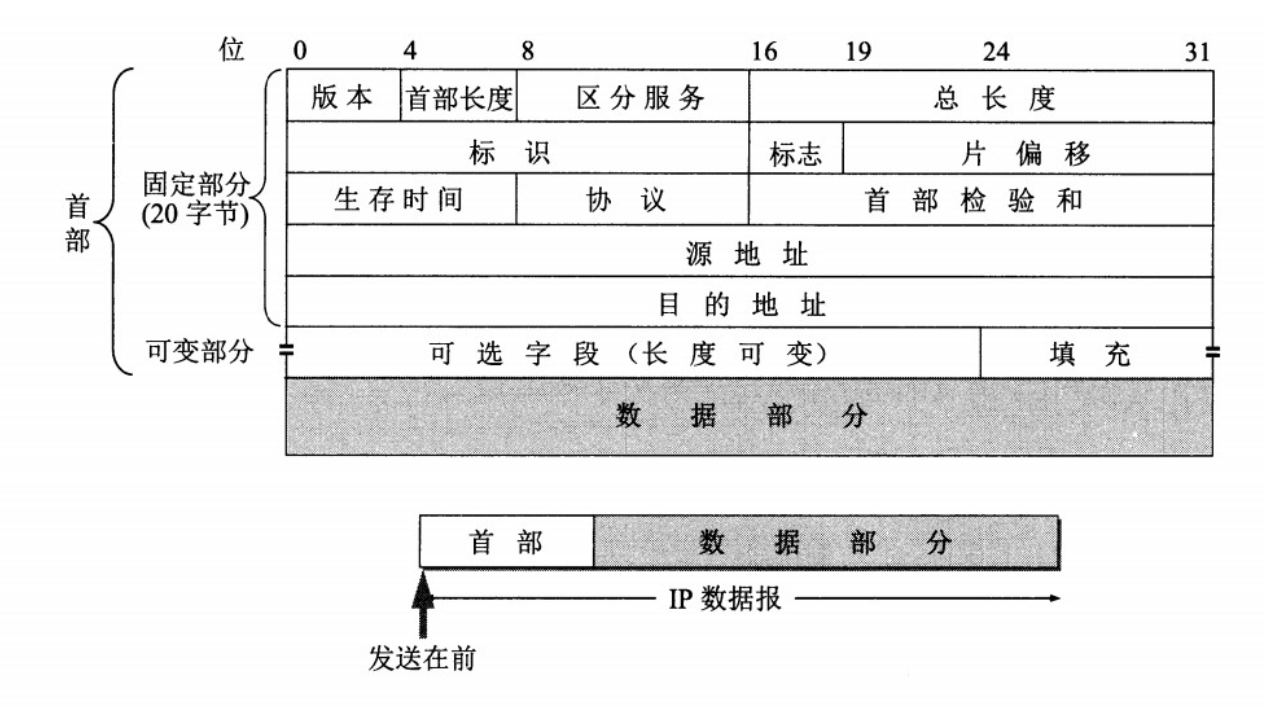 位 0 4 8 16 19 24 31
版本 首部长度 区分服务 总长度
标识 标志 片偏移
固定部分
(20 字节)
首部
生存时间 协议 首部检验和
源地址
目的地址
可变部分 可选字段（长度可变） 填充
数据部分
首部 数据部分
IP 数据报
发送在前